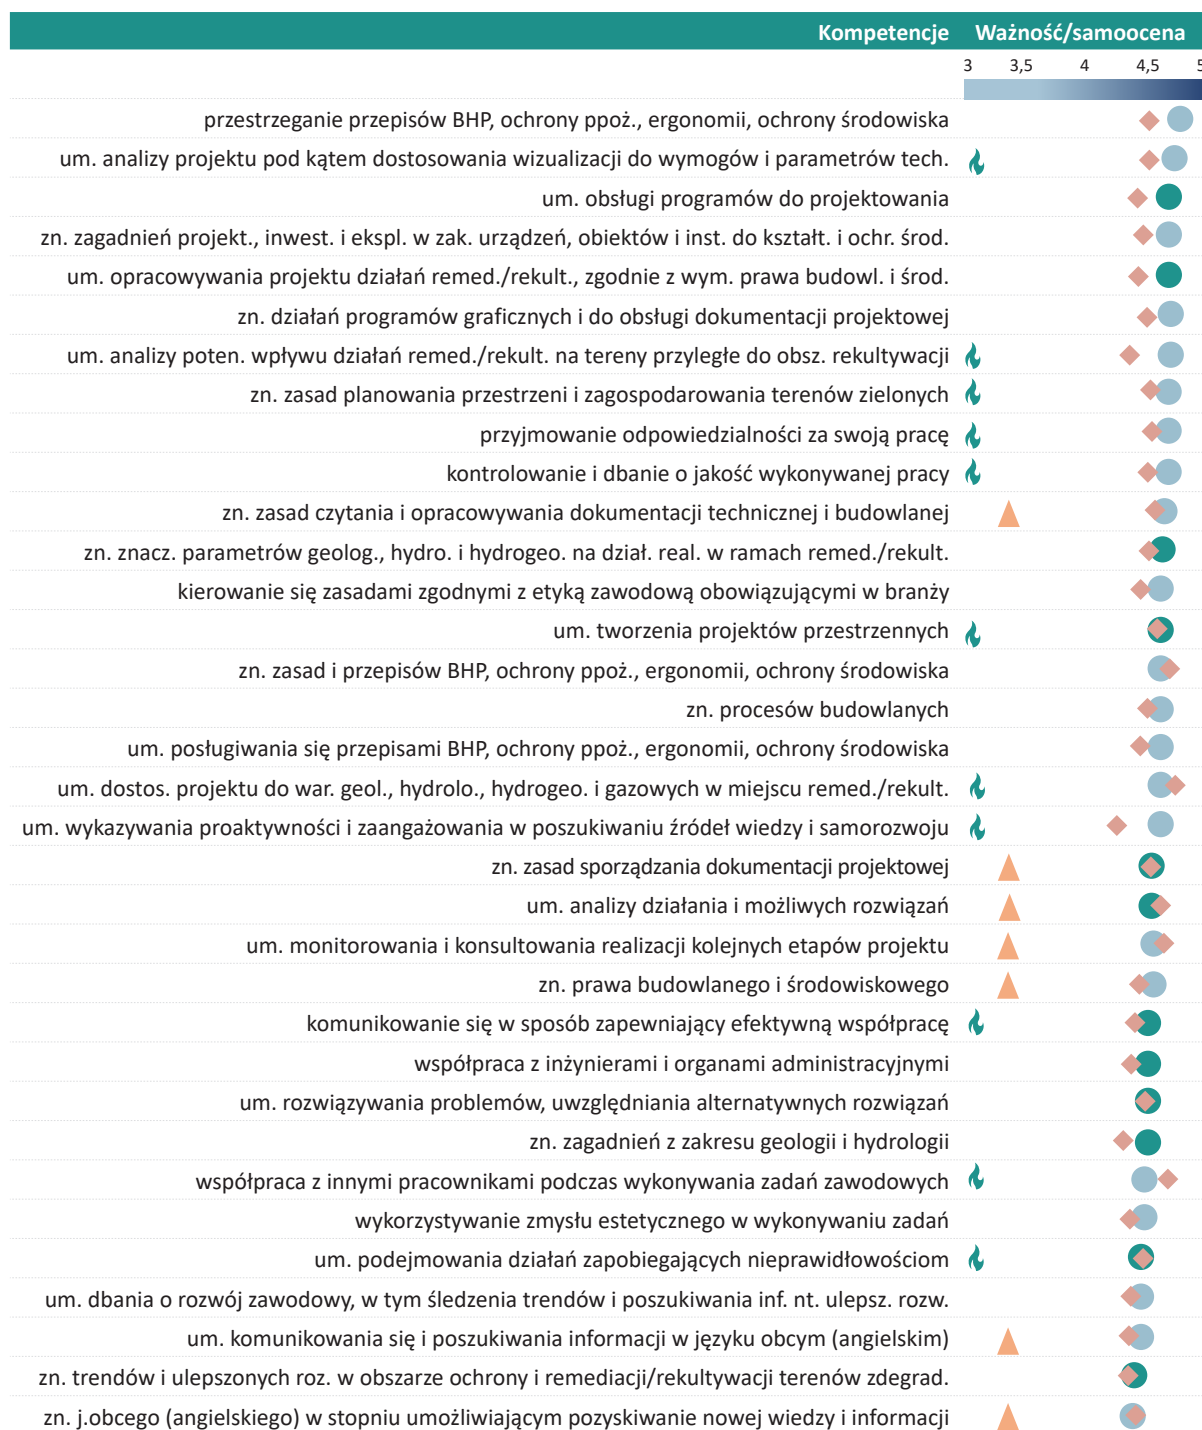 Kompetencje Ważność/samoocena
3 3,5 4 4,5 5
przestrzeganie przepisów BHP, ochrony ppoż., ergonomii, ochrony środowiska
um. analizy projektu pod kątem dostosowania wizualizacji do wymogów i parametrów tech.
um. obsługi programów do projektowania
zn. zagadnień projekt., inwest. i ekspl. w zak. urządzeń, obiektów i inst. do kształt. i ochr. środ.
um. opracowywania projektu działań remed./rekult., zgodnie z wym. prawa budowl. i środ.
zn. działań programów graficznych i do obsługi dokumentacji projektowej
um. analizy poten. wpływu działań remed./rekult. na tereny przyległe do obsz. rekultywacji
zn. zasad planowania przestrzeni i zagospodarowania terenów zielonych
przyjmowanie odpowiedzialności za swoją pracę
kontrolowanie i dbanie o jakość wykonywanej pracy
zn. zasad czytania i opracowywania dokumentacji technicznej i budowlanej
zn. znacz. parametrów geolog., hydro. i hydrogeo. na dział. real. w ramach remed./rekult.
kierowanie się zasadami zgodnymi z etyką zawodową obowiązującymi w branży
um. tworzenia projektów przestrzennych
zn. zasad i przepisów BHP, ochrony ppoż., ergonomii, ochrony środowiska
zn. procesów budowlanych
um. posługiwania się przepisami BHP, ochrony ppoż., ergonomii, ochrony środowiska
um. dostos. projektu do war. geol., hydrolo., hydrogeo. i gazowych w miejscu remed./rekult.
um. wykazywania proaktywności i zaangażowania w poszukiwaniu źródeł wiedzy i samorozwoju
zn. zasad sporządzania dokumentacji projektowej
um. analizy działania i możliwych rozwiązań
um. monitorowania i konsultowania realizacji kolejnych etapów projektu
zn. prawa budowlanego i środowiskowego
komunikowanie się w sposób zapewniający efektywną współpracę
współpraca z inżynierami i organami administracyjnymi
um. rozwiązywania problemów, uwzględniania alternatywnych rozwiązań
zn. zagadnień z zakresu geologii i hydrologii
współpraca z innymi pracownikami podczas wykonywania zadań zawodowych
wykorzystywanie zmysłu estetycznego w wykonywaniu zadań
um. podejmowania działań zapobiegających nieprawidłowościom
um. dbania o rozwój zawodowy, w tym śledzenia trendów i poszukiwania inf. nt. ulepsz. rozw.
um. komunikowania się i poszukiwania informacji w języku obcym (angielskim)
zn. trendów i ulepszonych roz. w obszarze ochrony i remediacji/rekultywacji terenów zdegrad.
zn. j.obcego (angielskiego) w stopniu umożliwiającym pozyskiwanie nowej wiedzy i informacji